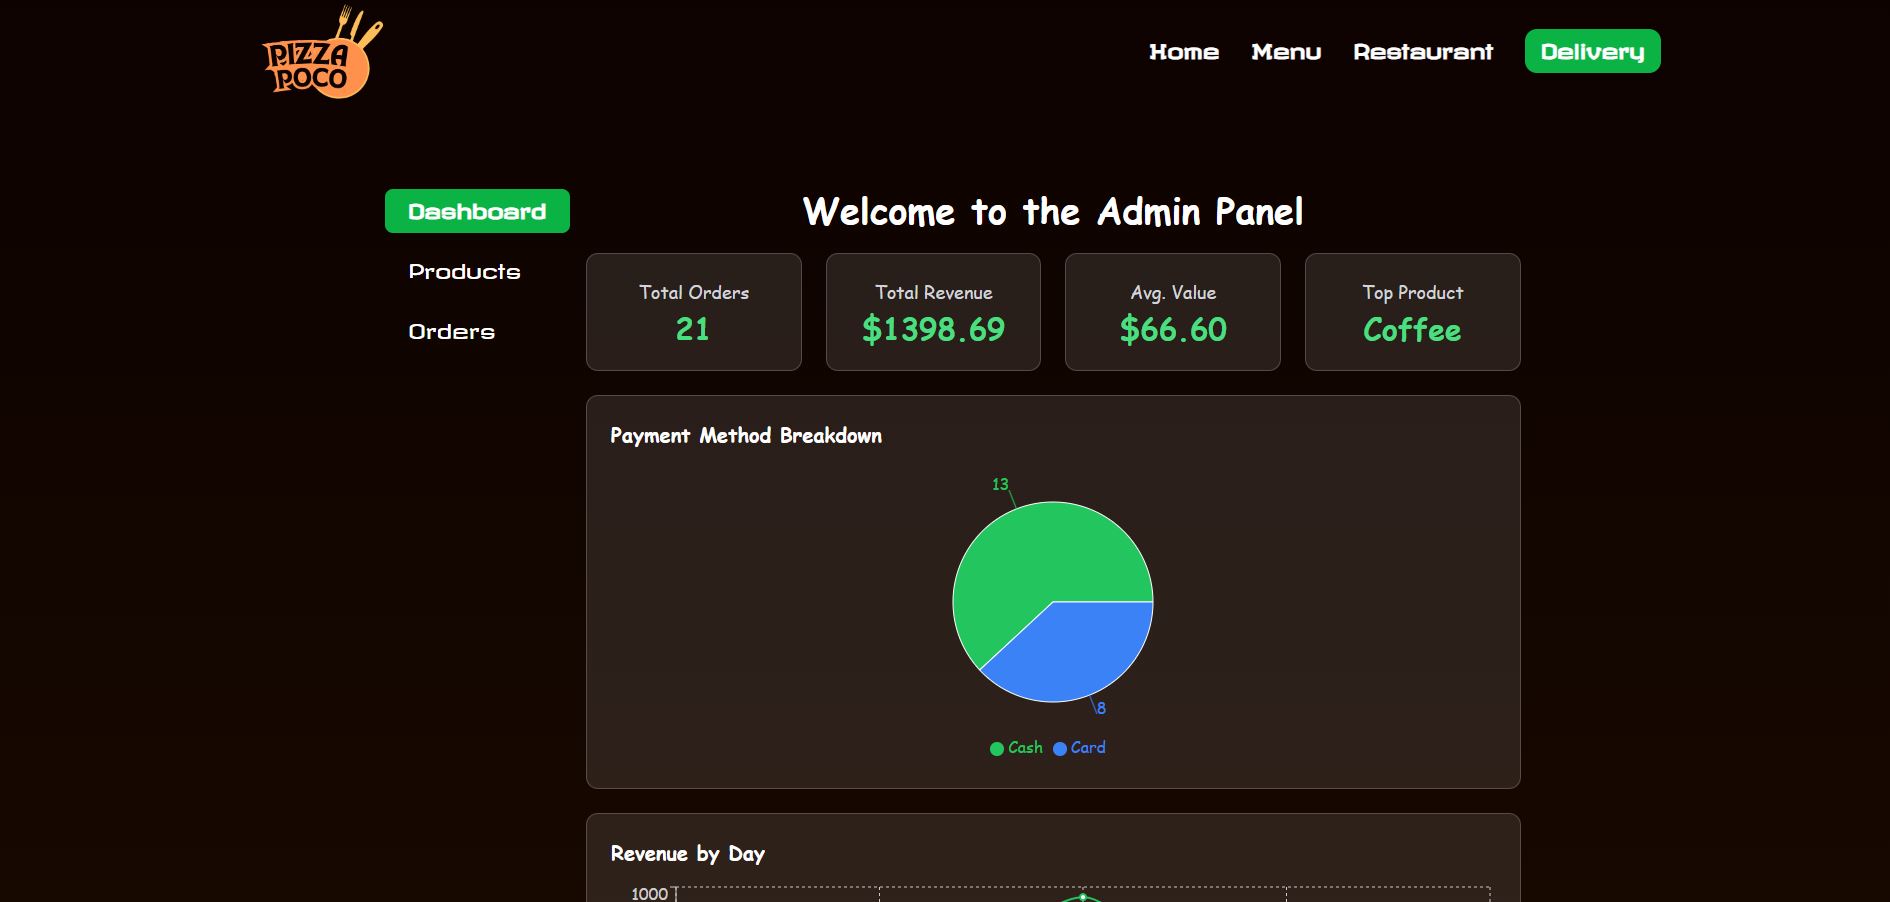 PIZZA
POCO
Home Menu Restaurant Delivery
Dashboard
Products
Orders
Welcome to the Admin Panel
Total Orders
21
Total Revenue
$1398.69
Avg. Value
$66.60
Top Product
Coffee
Payment Method Breakdown
13
8
Cash Card
Revenue by Day
1000